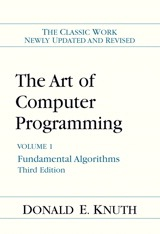 THE CLASSIC WORK
NEWLY UPDATED AND REVISED
The Art of
Computer
Programming
VOLUME 1
Fundamental Algorithms
Third Edition
DONALD E. KNUTH